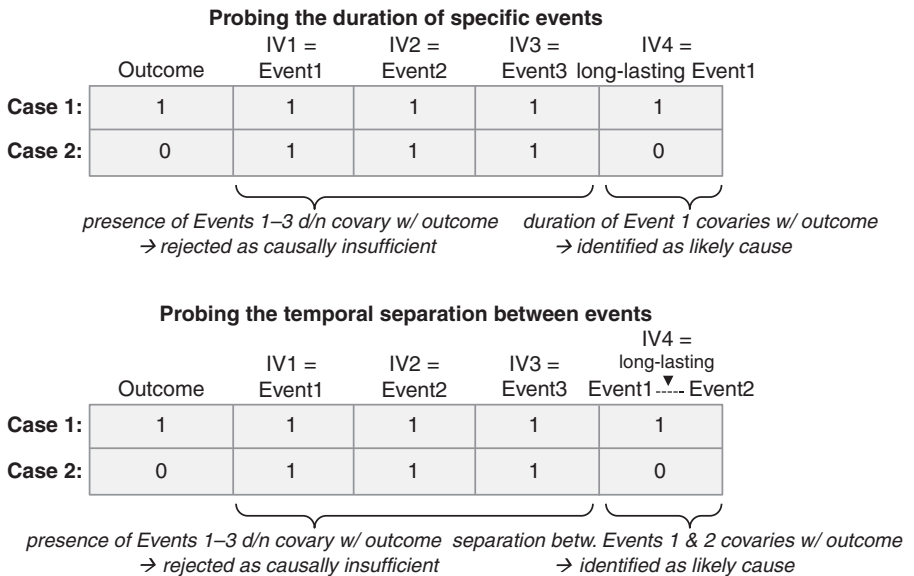 Probing the duration of specific events
IV1 = IV2 = IV3 = IV4 =
Outcome Event1 Event2 Event3 long-lasting Event1
Case 1: 1 1 1 1 1
Case 2: 0 1 1 1 0
presence of Events 1–3 d/n covary w/ outcome duration of Event 1 covaries w/ outcome
→ rejected as causally insufficient → identified as likely cause
Probing the temporal separation between events
IV4 =
IV1 = IV2 = IV3 = long-lasting
Outcome Event1 Event2 Event3 Event1 ----- Event2
Case 1: 1 1 1 1 1
Case 2: 0 1 1 1 0
presence of Events 1–3 d/n covary w/ outcome separation betw. Events 1 & 2 covaries w/ outcome
→ rejected as causally insufficient → identified as likely cause